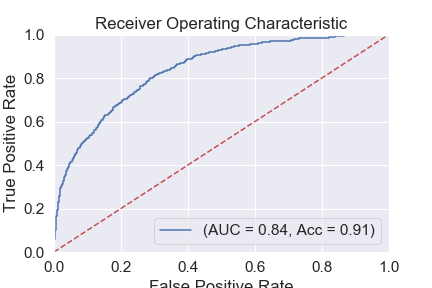 Receiver Operating Characteristic
1.0
0.8
0.6
0.4
0.2
0.0
True Positive Rate
(AUC = 0.84, Acc = 0.91)
0.0 0.2 0.4 0.6 0.8 1.0
False Positive Rate